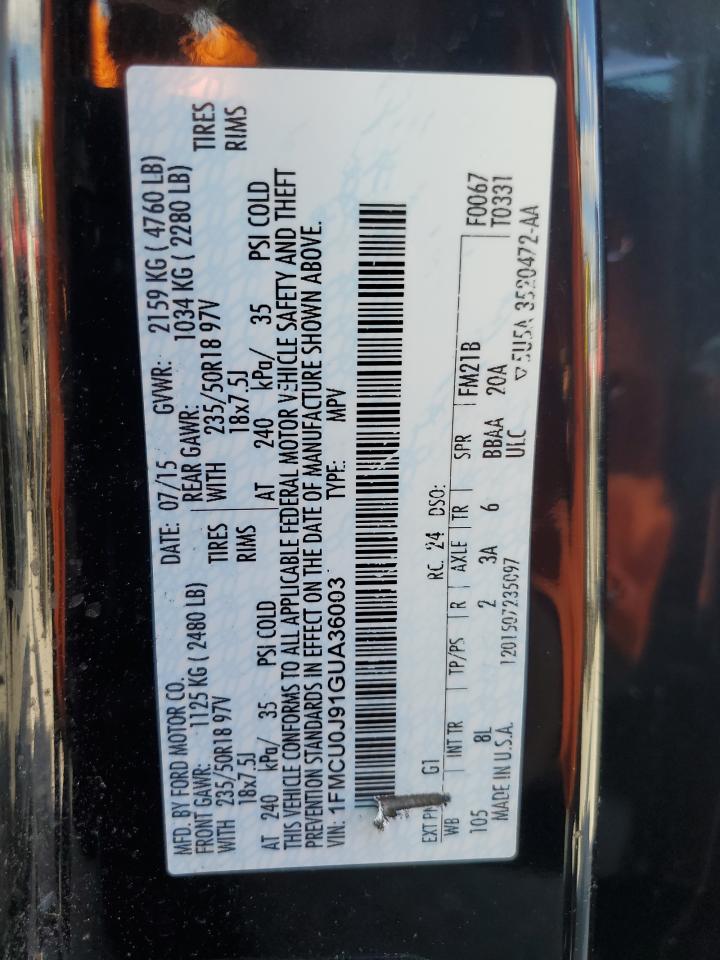 MFD. BY FORD MOTOR CO. DATE: 07/15 GVWR: 2159 KG ( 4760 LB)
FRONT GAWR: 1125 KG ( 2480 LB) REAR GAWR: 1034 KG ( 2280 LB)
WITH 235/50R18 97V TIRES WITH 235/50R18 97V TIRES
18x7.5J RIMS 18x7.5J RIMS
AT 240 kPa/ 35 PSI COLD AT 240 kPa/ 35 PSI COLD
THIS VEHICLE CONFORMS TO ALL APPLICABLE FEDERAL MOTOR VEHICLE SAFETY AND THEFT
PREVENTION STANDARDS IN EFFECT ON THE DATE OF MANUFACTURE SHOWN ABOVE.
VIN: 1FMCU0J91GUA36003 TYPE: MPV
EXT PNT G1 RC: 24 DSO: F0067
WB INT TR TP/PS R AXLE TR SPR FM21B T0331
105 8L 2 3A 6 BBAA 20A
MADE IN U.S.A. 1201507235097 ULC 5U5A 3520472-AA